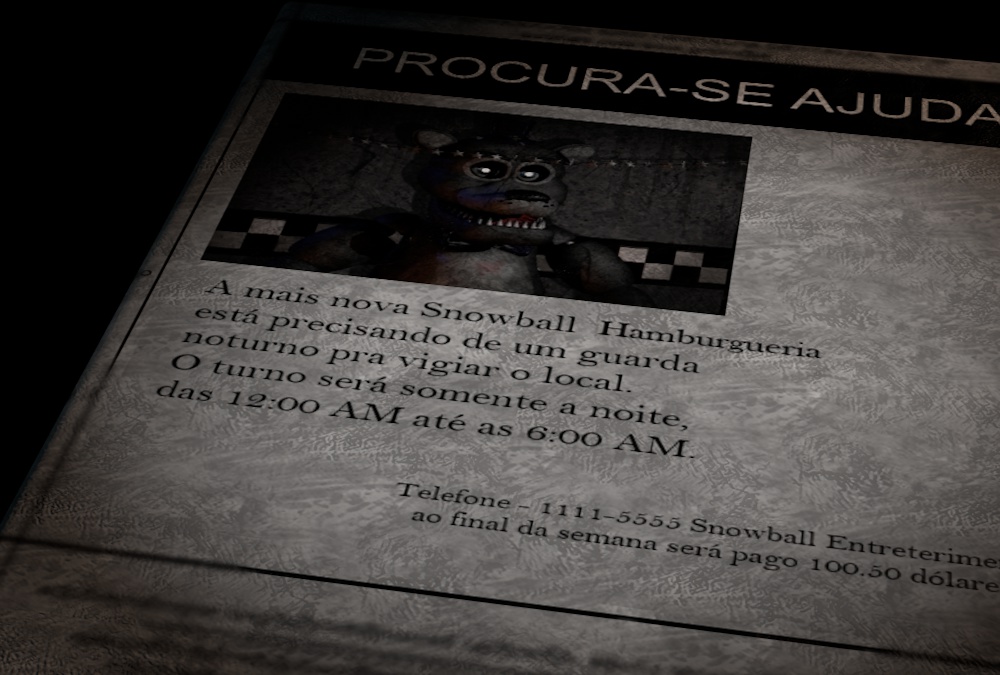 PROCURA-SE AJUDA
A mais nova Snowball Hamburgueria
está precisando de um guarda
noturno pra vigiar o local.
O turno será somente a noite,
das 12:00 AM até as 6:00 AM.
Telefone - 1111-5555 Snowball Entreterime
ao final da semana será pago 100.50 dólare